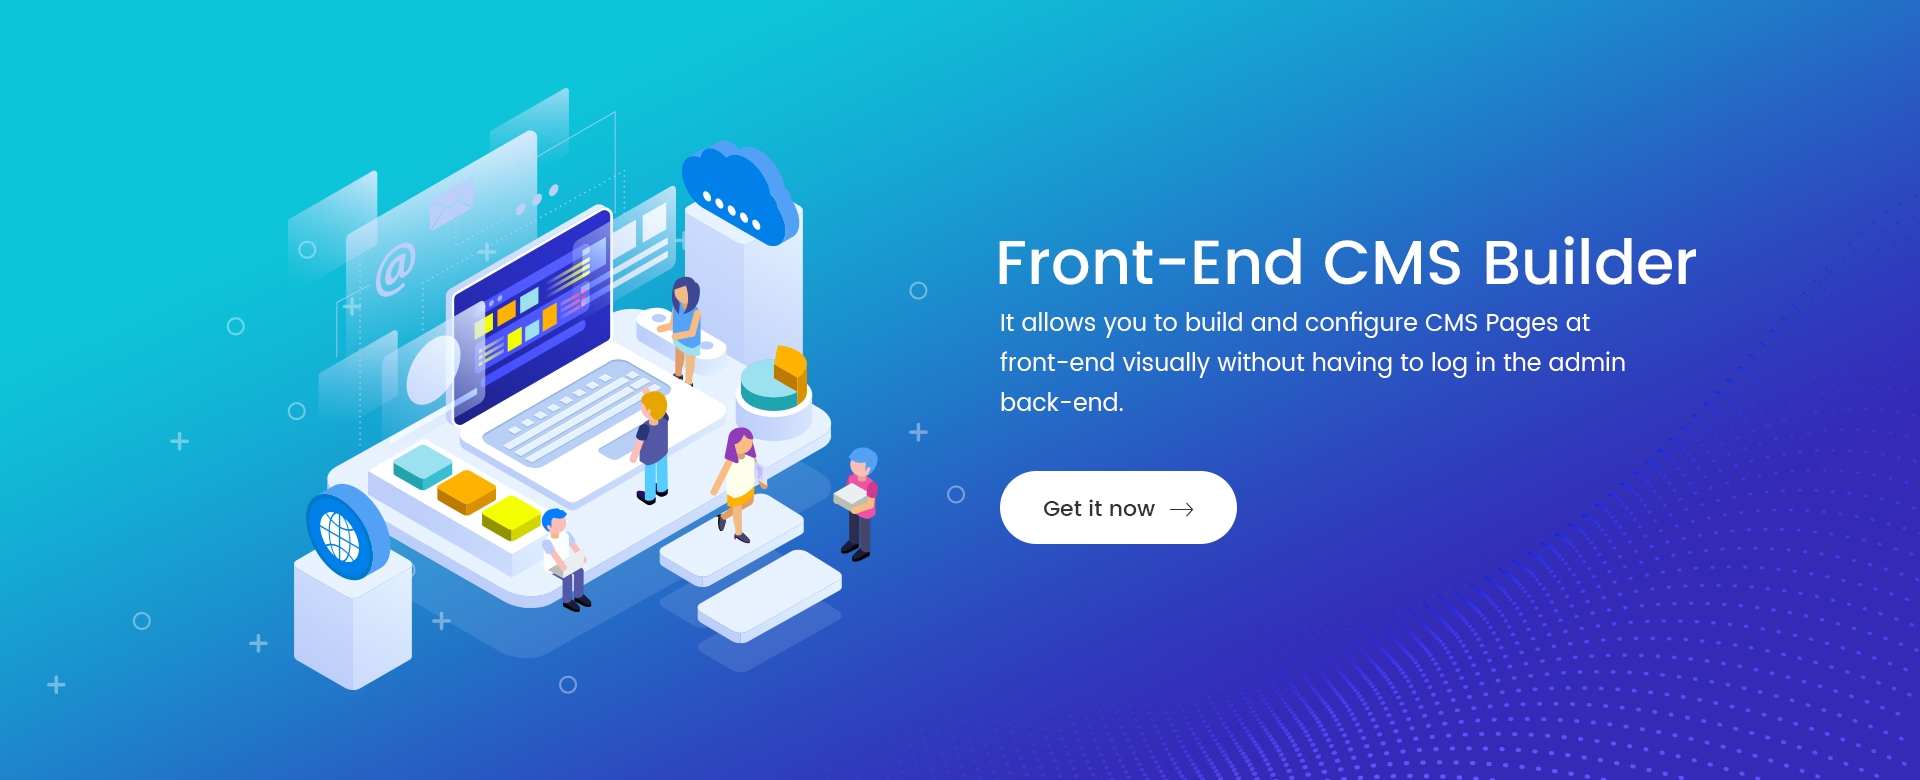 Front-End CMS Builder
It allows you to build and configure CMS Pages at
front-end visually without having to log in the admin
back-end.
Get it now
@